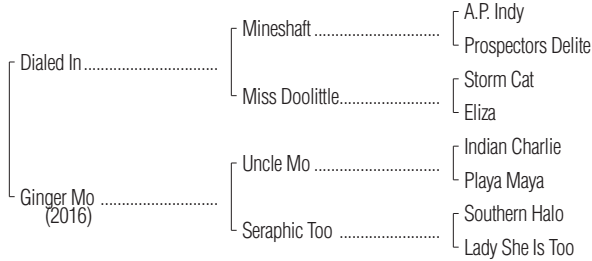 A.P. Indy
Mineshaft
Prospectors Delite
Dialed In
Storm Cat
Miss Doolittle
Eliza
Indian Charlie
Uncle Mo
Playa Maya
Ginger Mo
(2016)
Southern Halo
Seraphic Too
Lady She Is Too